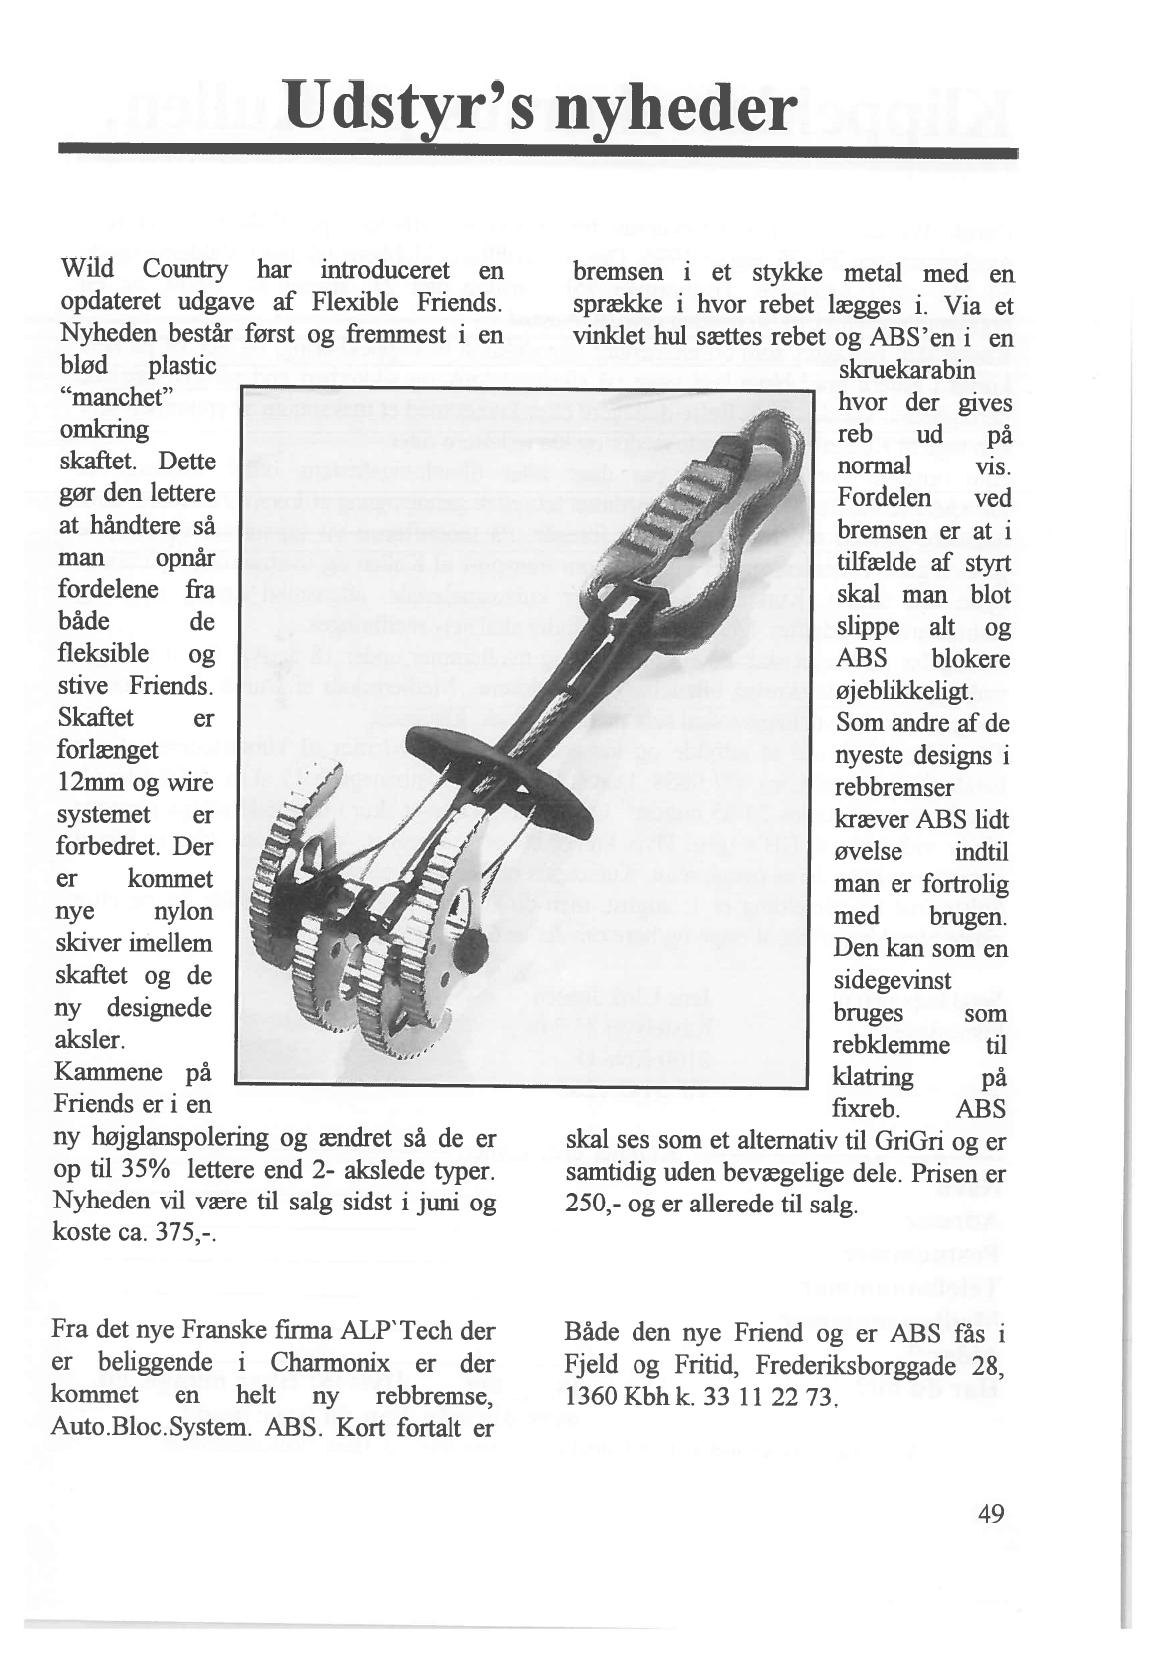 Udstyr's nyheder
Wild Country har introduceret en
opdateret udgave af Flexible Friends.
Nyheden består først og fremmest i en
blød plastic
“manchet”
omkring
skaftet. Dette
gør den lettere
at håndtere så
man opnår
fordelene fra
både de
fleksible og
stive Friends.
Skaftet er
forlænget
12mm og wire
systemet er
forbedret. Der
er kommet
nye nylon
skiver imellem
skaftet og de
ny designede
aksler.
Kammene på
Friends er i en
ny højglanspolering og ændret så de er
op til 35% lettere end 2- akslede typer.
Nyheden vil være til salg sidst i juni og
koste ca. 375,-.
Fra det nye Franske firma ALP`Tech der
er beliggende i Charmonix er der
kommet en helt ny rebbremse,
Auto.Bloc.System. ABS. Kort fortalt er
bremsen i et stykke metal med en
sprække i hvor rebet lægges i. Via et
vinklet hul sættes rebet og ABS'en i en
skruekarabin
hvor der gives
reb ud på
normal vis.
Fordelen ved
bremsen er at i
tilfælde af styrt
skal man blot
slippe alt og
ABS blokere
øjeblikkeligt.
Som andre af de
nyeste designs i
rebbremser
kræver ABS lidt
øvelse indtil
man er fortrolig
med brugen.
Den kan som en
sidegevinst
bruges som
rebklemme til
klatring på
fixreb. ABS
skal ses som et alternativ til GriGri og er
samtidig uden bevægelige dele. Prisen er
250,- og er allerede til salg.
Både den nye Friend og er ABS fås i
Fjeld og Fritid, Frederiksborggade 28,
1360 Kbh k. 33 11 22 73.
49